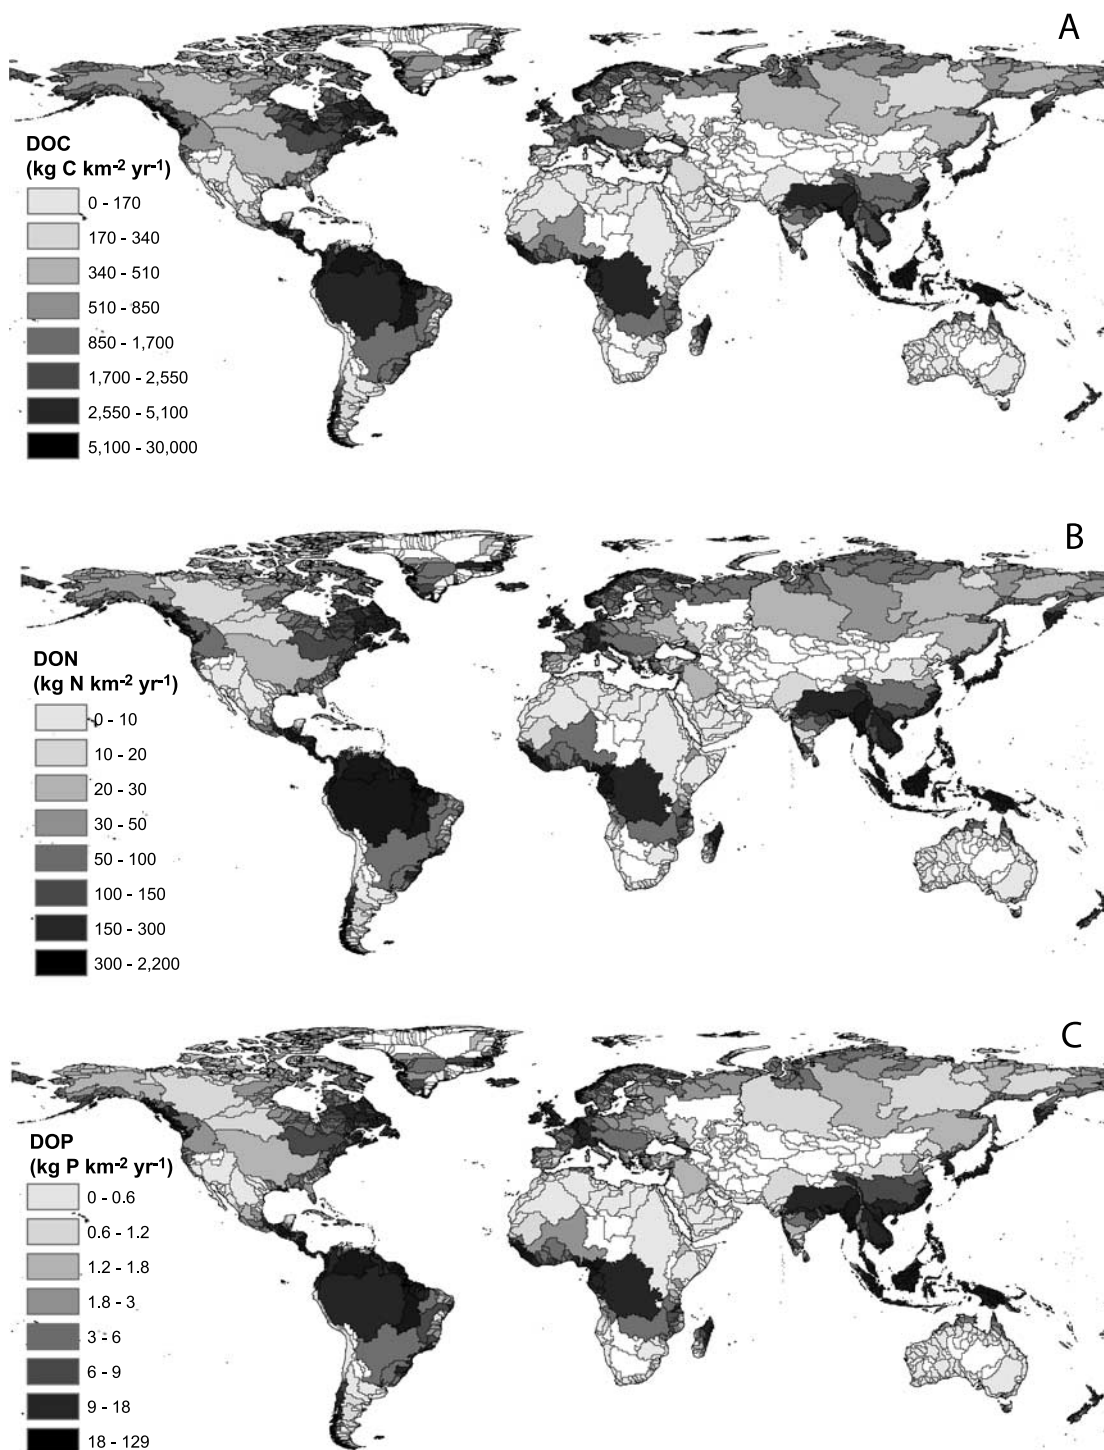 A
DOC
(kg C km-2 yr-1)
0 - 170
170 - 340
340 - 510
510 - 850
850 - 1,700
1,700 - 2,550
2,550 - 5,100
5,100 - 30,000
B
DON
(kg N km-2 yr-1)
0 - 10
10 - 20
20 - 30
30 - 50
50 - 100
100 - 150
150 - 300
300 - 2,200
C
DOP
(kg P km-2 yr-1)
0 - 0.6
0.6 - 1.2
1.2 - 1.8
1.8 - 3
3 - 6
6 - 9
9 - 18
18 - 129